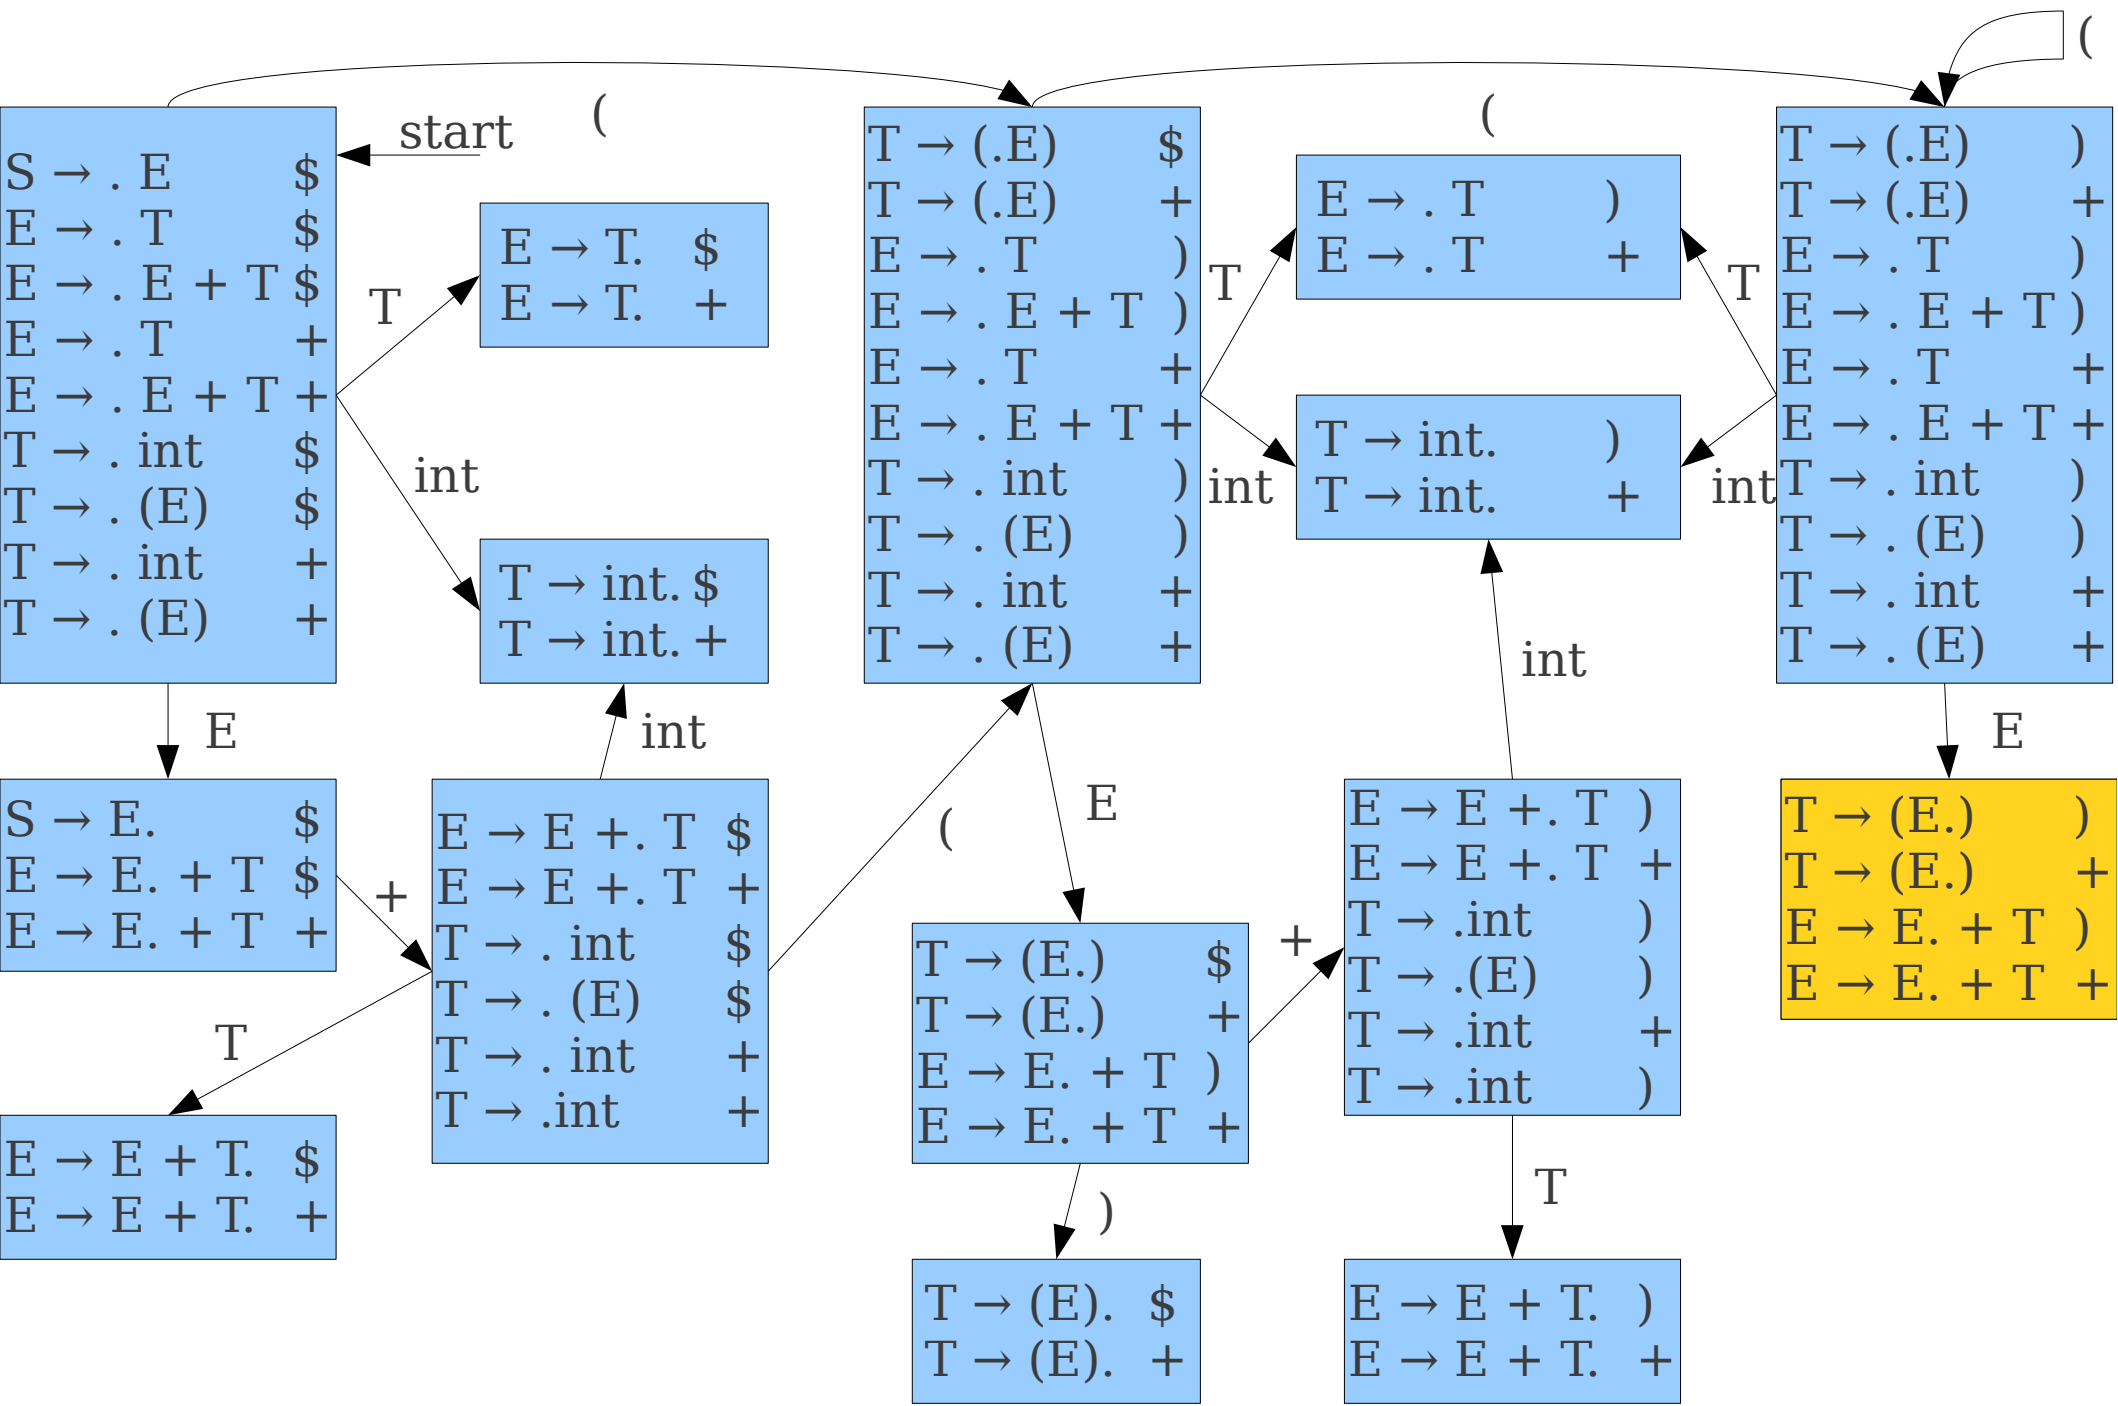 (
start
(
(
S → . E $
E → . T $
E → . E + T $
E → . T +
E → . E + T +
T → . int $
T → . (E) $
T → . int +
T → . (E) +
T
E → T. $
E → T. +
int
T → int. $
T → int. +
E
int
S → E. $
E → E. + T $
E → E. + T +
+
E → E +. T $
E → E +. T +
T → . int $
T → . (E) $
T → . int +
T → .int +
T
E → E + T. $
E → E + T. +
(
T → (.E) $
T → (.E) +
E → . T )
E → . E + T )
E → . T +
E → . E + T +
T → . int )
T → . (E) )
T → . int +
T → . (E) +
T
E → . T )
E → . T +
T
int
T → int. )
T → int. +
int
int
E
T → (E.) $
T → (E.) +
E → E. + T )
E → E. + T +
+
E → E +. T )
E → E +. T +
T → .int )
T → .(E) )
T → .int +
T → .int )
)
T → (E). $
T → (E). +
T
E → E + T. )
E → E + T. +
T → (.E) )
T → (.E) +
E → . T )
E → . E + T )
E → . T +
E → . E + T +
T → . int )
T → . (E) )
T → . int +
T → . (E) +
E
T → (E.) )
T → (E.) +
E → E. + T )
E → E. + T +